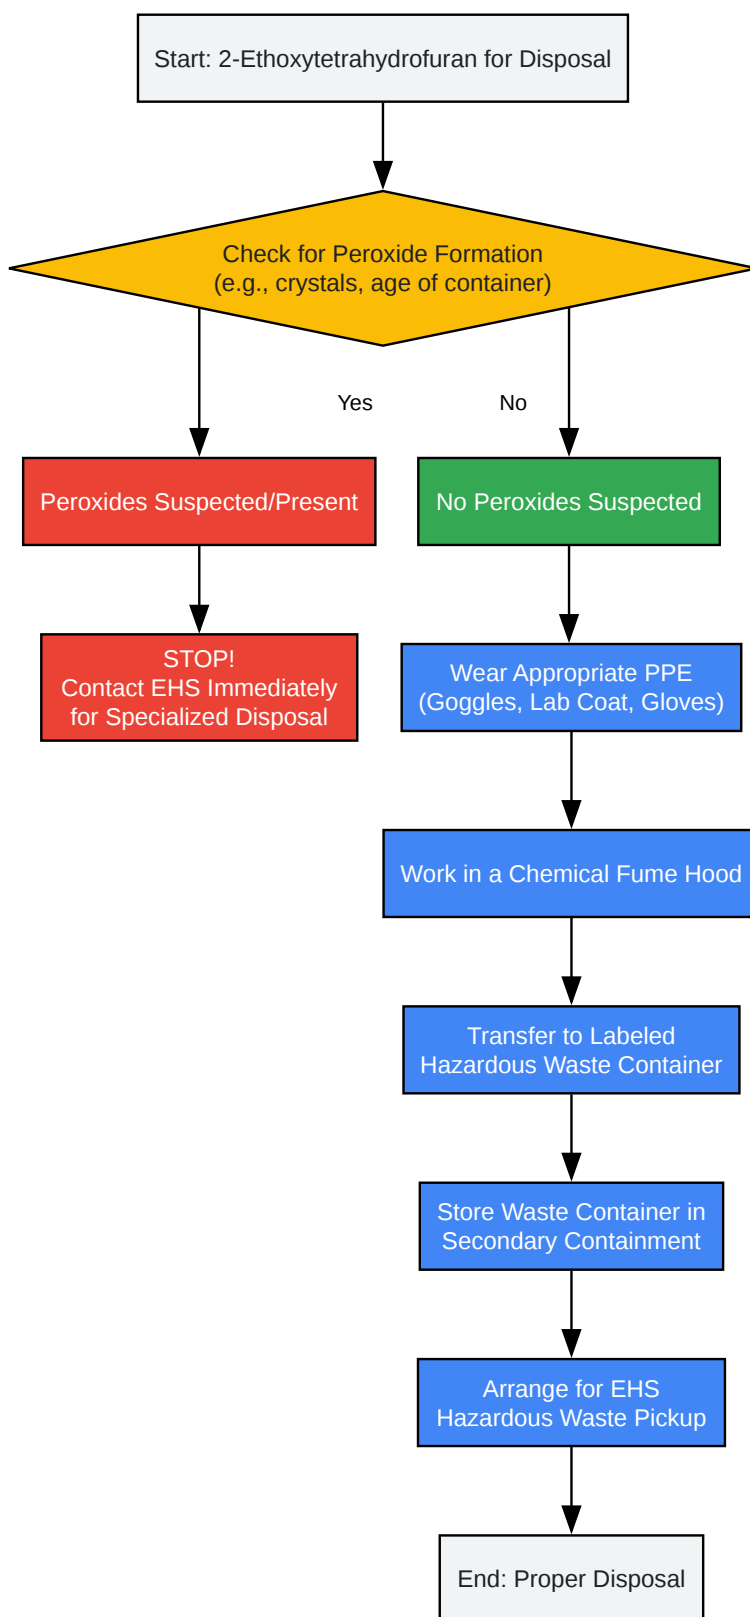 Start: 2-Ethoxytetrahydrofuran for Disposal
Check for Peroxide Formation
(e.g., crystals, age of container)
Yes
No
Peroxides Suspected/Present
No Peroxides Suspected
STOP!
Contact EHS Immediately
for Specialized Disposal
Wear Appropriate PPE
(Goggles, Lab Coat, Gloves)
Work in a Chemical Fume Hood
Transfer to Labeled
Hazardous Waste Container
Store Waste Container in
Secondary Containment
Arrange for EHS
Hazardous Waste Pickup
End: Proper Disposal